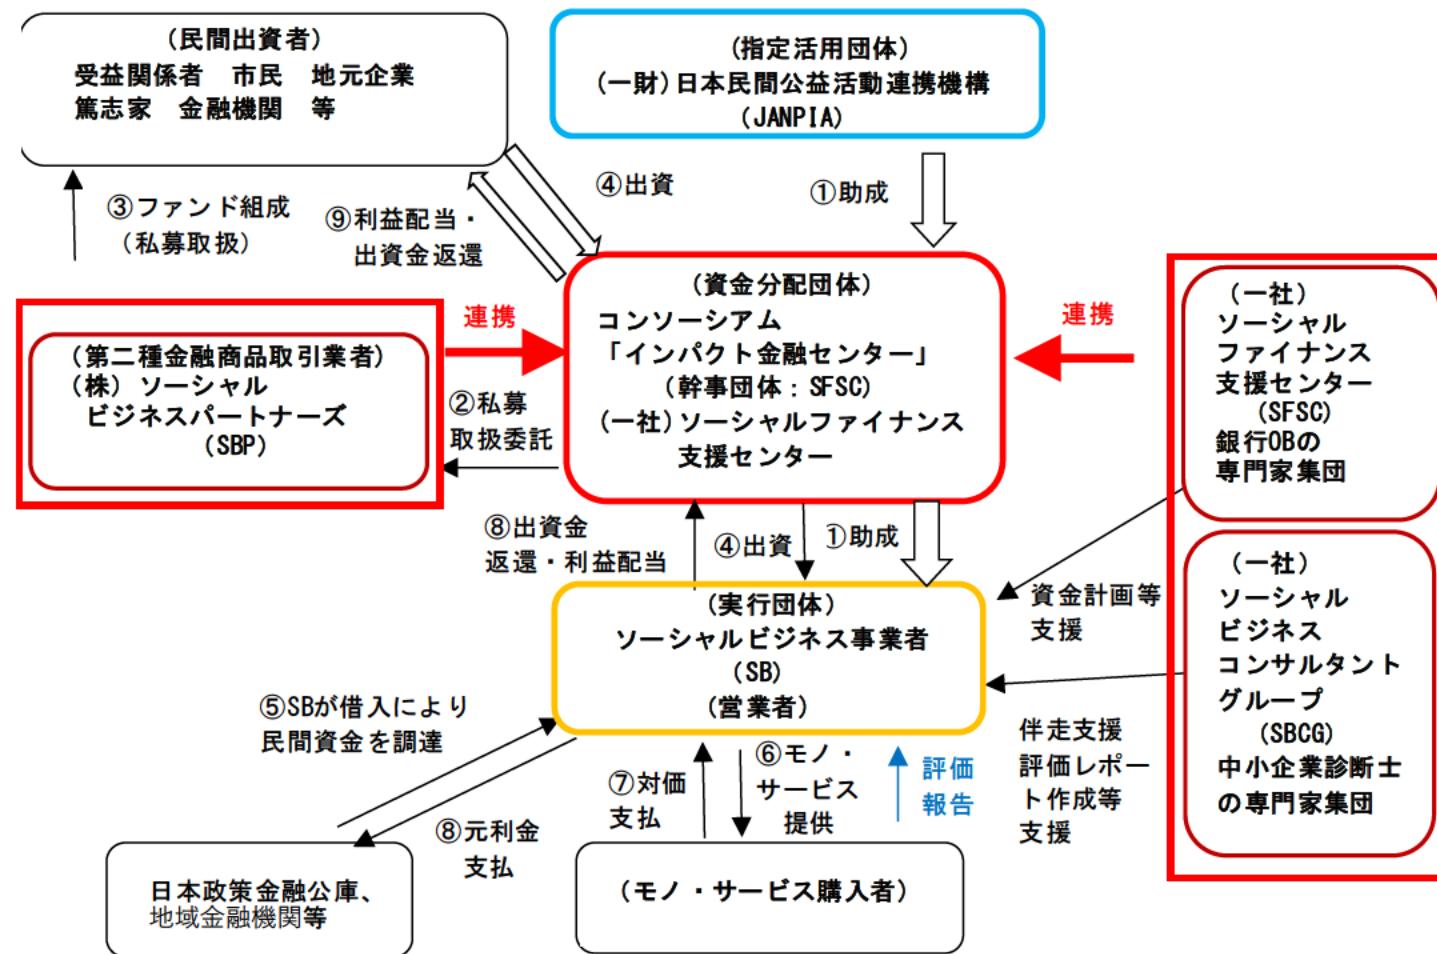 (民間出資者)
受益関係者　市民　地元企業
篤志家　金融機関　等
(指定活用団体)
(一財)日本民間公益活動連携機構
(JANPIA)
④出資
①助成
③ファンド組成
(私募取扱)
⑨利益配当・
出資金返還
連携
(第二種金融商品取引業者)
(株) ソーシャル
ビジネスパートナーズ
(SBP)
②私募
取扱委託
(資金分配団体)
コンソーシアム
「インパクト金融センター」
(幹事団体：SFSC)
(一社)ソーシャルファイナンス
支援センター
連携
(一社)
ソーシャル
ファイナンス
支援センター
(SFSC)
銀行OBの
専門家集団
⑧出資金
返還・利益配当
④出資
①助成
資金計画等
支援
(実行団体)
ソーシャルビジネス事業者
(SB)
(営業者)
(一社)
ソーシャル
ビジネス
コンサルタント
グループ
(SBCG)
中小企業診断士
の専門家集団
伴走支援
評価レポー
ト作成等
支援
⑤SBが借入により
民間資金を調達
⑧元利金
支払
⑦対価
支払
⑥モノ・
サービス
提供
評価
報告
日本政策金融公庫、
地域金融機関等
(モノ・サービス購入者)